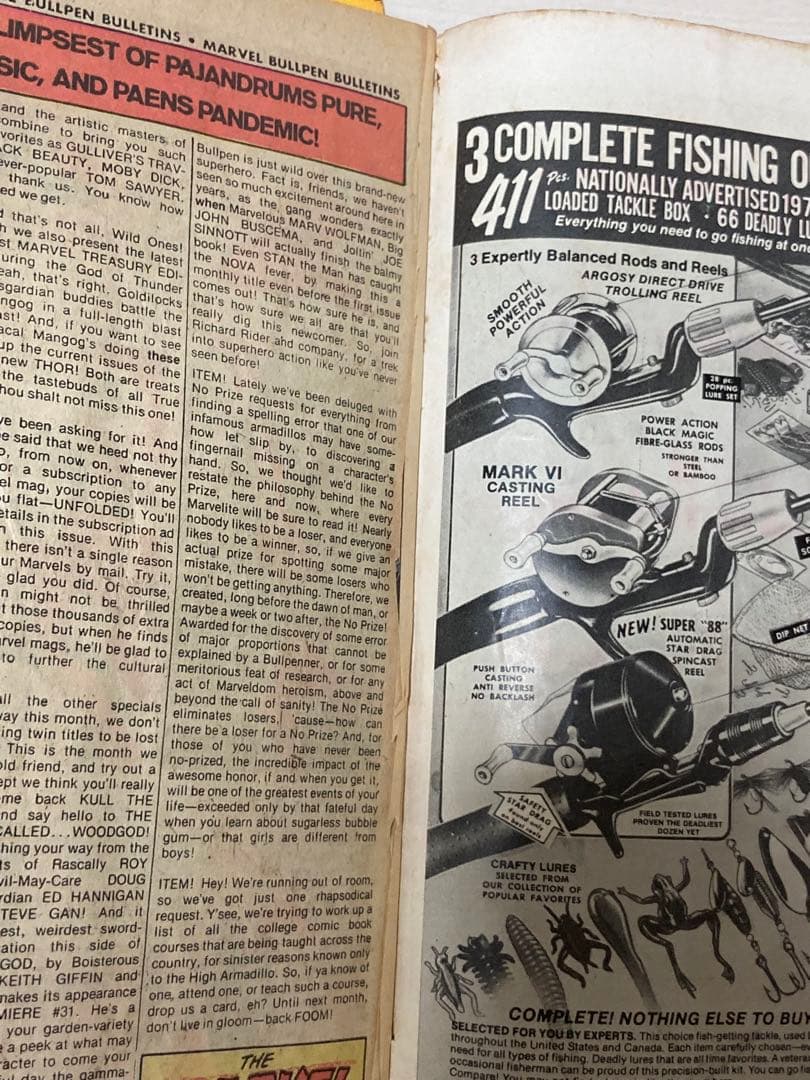 BULLPEN BULLETINS • MARVEL BULLPEN BULLETINS
LIMPSEST OF PAJANDRUMS PURE,
SIC, AND PAENS PANDEMIC!
and the artistic masters of
combine to bring you such
vorites as GULLIVER'S TRAV-
ACK BEAUTY, MOBY DICK,
ever-popular TOM SAWYER.
thank us. You know how
ed we get.
d that's not all, Wild Ones!
h we also present the latest
st MARVEL TREASURY EDI-
uring the God of Thunder
eah, that's right, Goldilocks
sgardian buddies battle the
ngog in a full-length blast
ast! And, if you want to see
acal Mangog's doing these
up the current issues of the
new THOR! Both are treats
the tastebuds of all True
hou shalt not miss this one!
ve been asking for it! And
e said that we heed not thy
o, from now on, whenever
or a subscription to any
el mag, your copies will be
u flat—UNFOLDED! You'll
etails in the subscription ad
n this issue. With this
there isn't a single reason
ur Marvels by mail. Try it,
glad you did. Of course,
n might not be thrilled
t those thousands of extra
copies, but when he finds
rvel mags, he'll be glad to
to further the cultural
all the other specials
way this month, we don't
ing twin titles to be lost
This is the month we
old friend, and try out a
ept we think you'll really
me back KULL THE
nd say hello to THE
CALLED...WOODGOD!
hing your way from the
ts of Rascally ROY
vil-May-Care DOUG
rdian ED HANNIGAN
STEVE GAN! And it
est, weirdest sword-
ation this side of
GOD, by Boisterous
KEITH GIFFIN and
makes its appearance
MIERE #31. He's a
your garden-variety
e a peek at what may
racter to come your
ful day the gamma-
Bullpen is just wild over this brand-new
superhero. Fact is, friends, we haven't
seen so much excitement around here in
years, as the gang wonders exactly
when Marvelous MARV WOLFMAN, Big
JOHN BUSCEMA, and Joltin' JOE
SINNOTT will actually finish the balmy
book! Even STAN the Man has caught
the NOVA fever, by making this a
monthly title even before the first issue
comes out! That's how sure he is, and
that's how sure we all are that you'll
really dig this newcomer. So, join
Richard Rider ahd company, for a trek
into superhero action like you've never
seen before!
ITEM! Lately we've been deluged with
No Prize requests for everything from
finding a spelling error that one of our
infamous armadillos may have some-
how let slip by, to discovering a
fingernail missing on a character's
hand. So, we thought we'd like to
restate the philosophy behind the No
Prize, here and now, where every
Marvelite will be sure to read it! Nearly
nobody likes to be a loser, and everyone
likes to be a winner, so, if we give an
actual prize for spotting some major
mistake, there will be some losers who
won't be getting anything. Therefore, we
created, long before the dawn of man, or
maybe a week or two after, the No Prize!
Awarded for the discovery of some error
of major proportions that cannot be
explained by a Bullpenner, or for some
meritorious feat of research, or for any
act of Marveldom heroism, above and
beyond the call of sanity! The No Prize
eliminates losers, 'cause—how can
there be a loser for a No Prize? And, for
those of you who have never been
no-prized, the incredible impact of the
awesome honor, if and when you get it,
will be one of the greatest events of your
life—exceeded only by that fateful day
when you learn about sugarless bubble
gum—or that girls are different from
boys!
ITEM! Hey! We're running out of room,
so we've got just one rhapsodical
request. Y'see, we're trying to work up a
list of all the college comic book
courses that are being taught across the
country, for sinister reasons known only
to the High Armadillo. So, if ya know of
one, attend one, or teach such a course,
drop us a card, eh? Until next month,
don't live in gloom—back FOOM!
THE
3 COMPLETE FISHING O
411 Pcs. NATIONALLY ADVERTISED 197
LOADED TACKLE BOX • 66 DEADLY LU
Everything you need to go fishing at on
3 Expertly Balanced Rods and Reels
ARGOSY DIRECT DRIVE
TROLLING REEL
SMOOTH
POWERFUL
ACTION
28 pc.
POPPING
LURE SET
POWER ACTION
BLACK MAGIC
FIBRE-GLASS RODS
STRONGER THAN
STEEL
OR BAMBOO
MARK VI
CASTING
REEL
NEW! SUPER "88"
AUTOMATIC
STAR DRAG
SPINCAST
REEL
DIP NET
PUSH BUTTON
CASTING
ANTI REVERSE
NO BACKLASH
SAFETY
STAR DRAG
Found only
on best reels
FIELD TESTED LURES
PROVEN THE DEADLIEST
DOZEN YET
CRAFTY LURES
SELECTED FROM
OUR COLLECTION OF
POPULAR FAVORITES
COMPLETE! NOTHING ELSE TO BUY
SELECTED FOR YOU BY EXPERTS. This choice fish-getting tackle, used
throughout the United States and Canada. Each item carefully chosen—ev
need for all types of fishing. Deadly lures that are all time favorites. A vetera
occasional fisherman can be proud of this precision-built kit. You can go f
Compare! You may